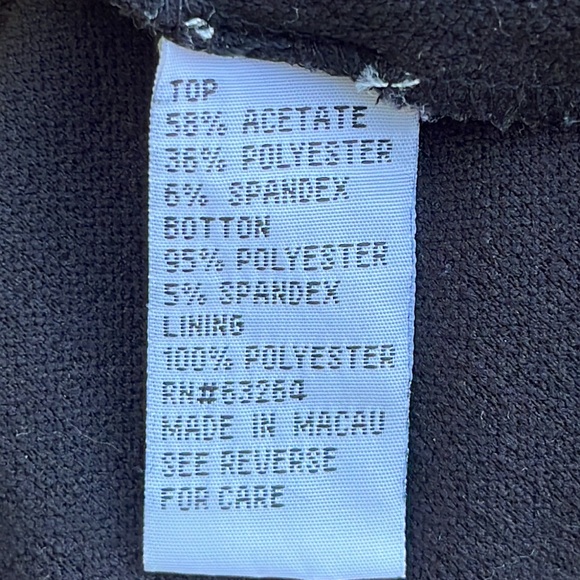 TOP
58% ACETATE
36% POLYESTER
6% SPANDEX
BOTTON
95% POLYESTER
5% SPANDEX
LINING
100% POLYESTER
RN#63264
MADE IN MACAU
SEE REVERSE
FOR CARE